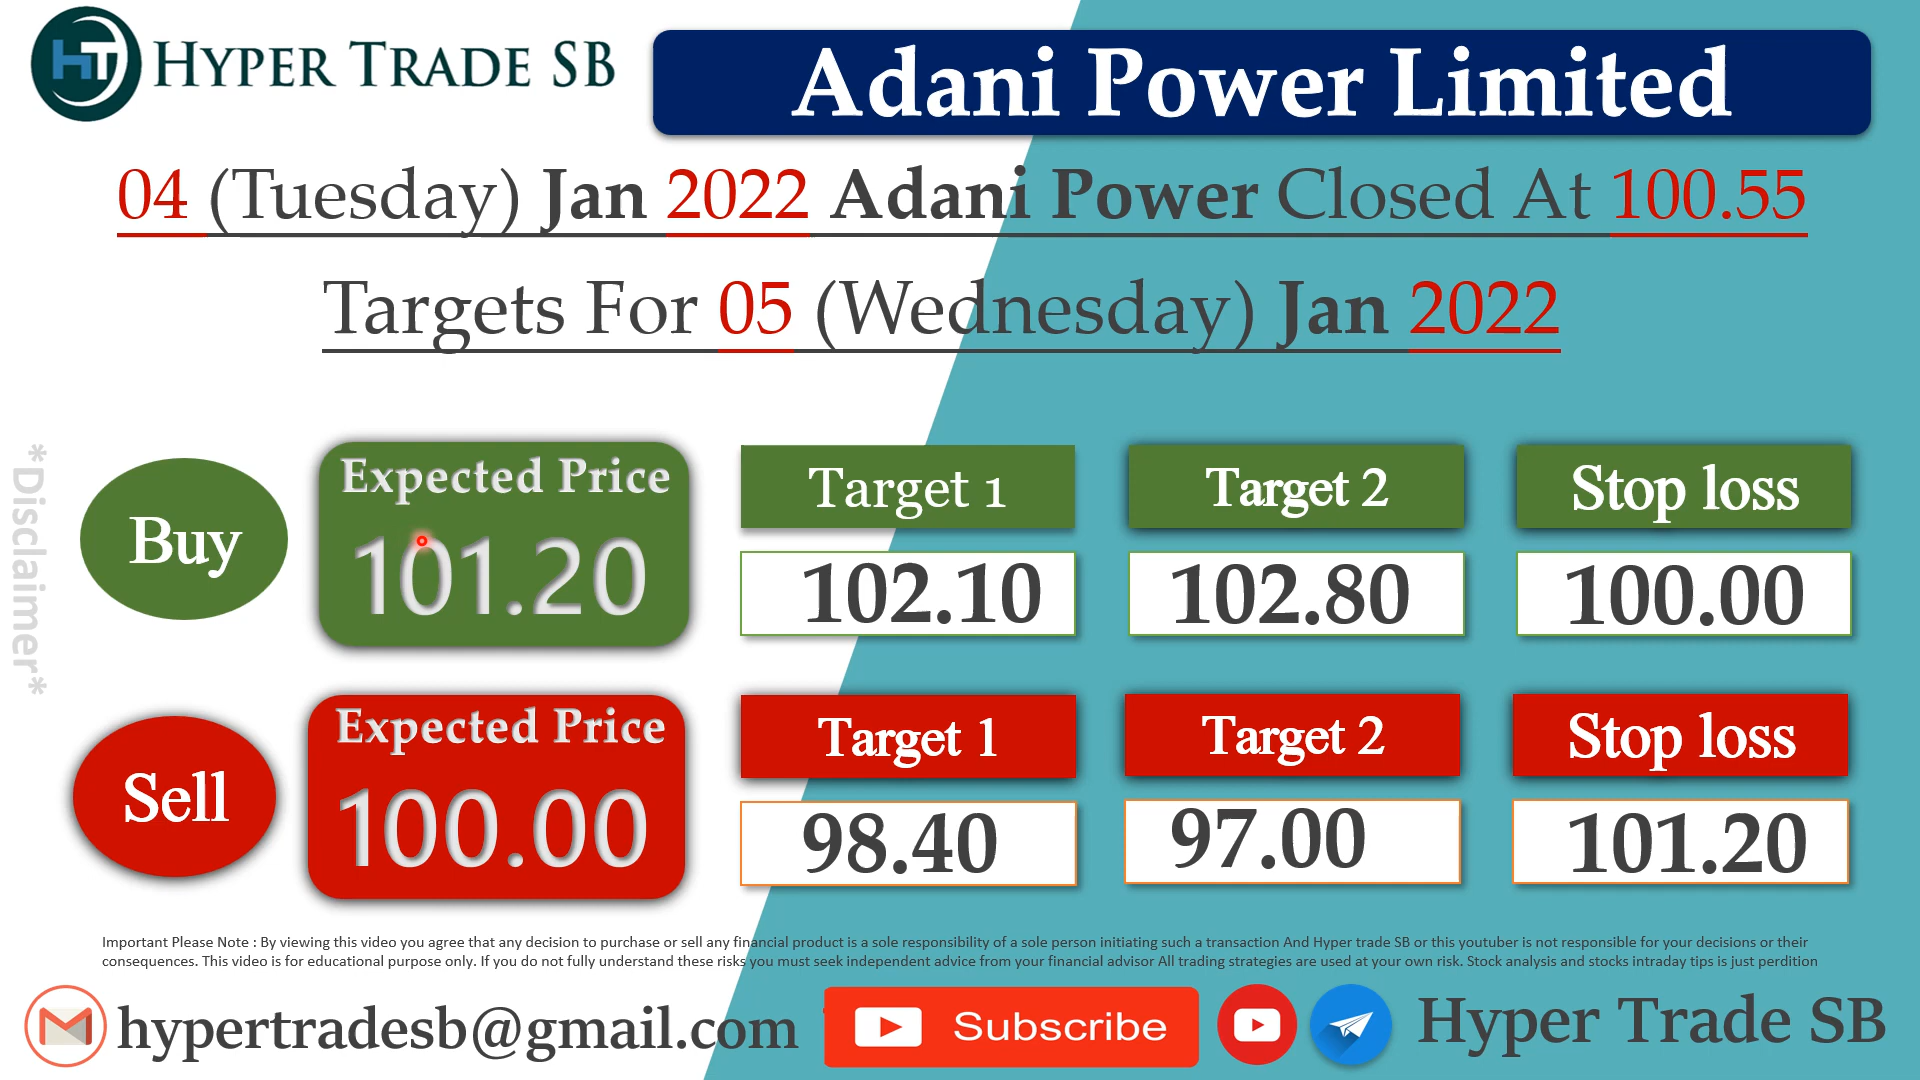 HT HYPER TRADE SB
Adani Power Limited
04 (Tuesday) Jan 2022 Adani Power Closed At 100.55
Targets For 05 (Wednesday) Jan 2022
*Disclaimer*
Buy
Expected Price
101.20
Target 1
102.10
Target 2
102.80
Stop loss
100.00
Sell
Expected Price
100.00
Target 1
98.40
Target 2
97.00
Stop loss
101.20
Important Please Note : By viewing this video you agree that any decision to purchase or sell any financial product is a sole responsibility of a sole person initiating such a transaction And Hyper trade SB or this youtuber is not responsible for your decisions or their
consequences. This video is for educational purpose only. If you do not fully understand these risks you must seek independent advice from your financial advisor All trading strategies are used at your own risk. Stock analysis and stocks intraday tips is just perdition
hypertradesb@gmail.com
Subscribe
Hyper Trade SB